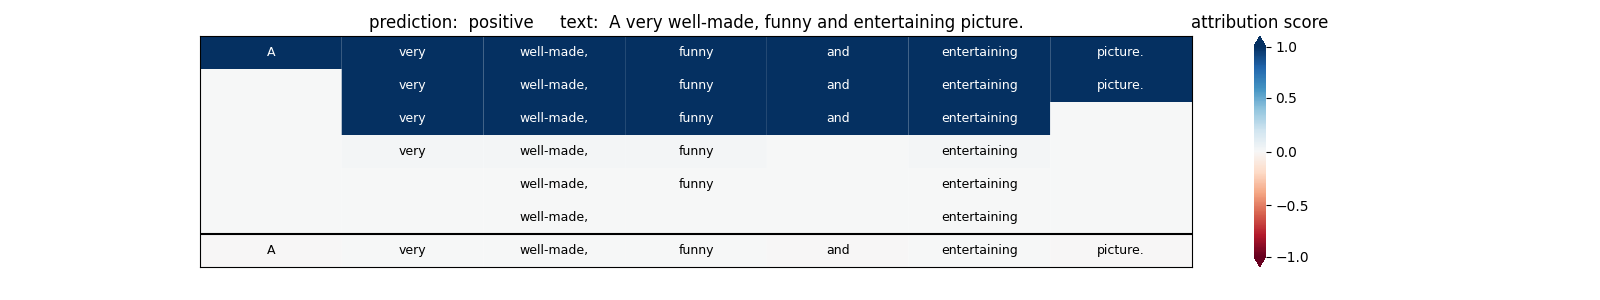 prediction:  positive     text:  A very well-made, funny and entertaining picture.
attribution score
A very well-made, funny and entertaining picture.
very well-made, funny and entertaining picture.
very well-made, funny and entertaining
very well-made, funny entertaining
well-made, funny entertaining
well-made, entertaining
A very well-made, funny and entertaining picture.
1.0
0.5
0.0
−0.5
−1.0